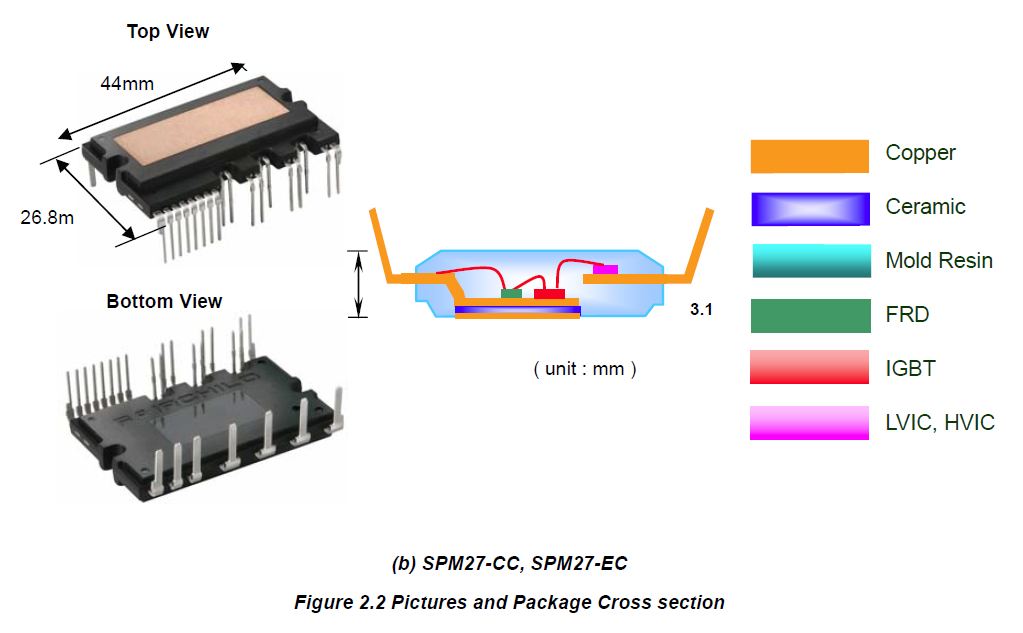 Top View
44mm
26.8m
Bottom View
FAIRCHILD
3.1
( unit : mm )
Copper
Ceramic
Mold Resin
FRD
IGBT
LVIC, HVIC
(b) SPM27-CC, SPM27-EC
Figure 2.2 Pictures and Package Cross section